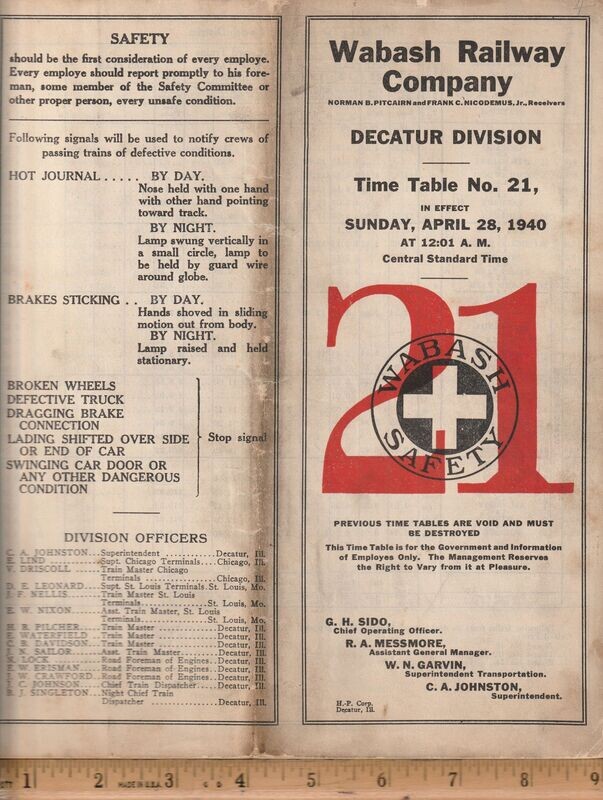 SAFETY
should be the first consideration of every employe.
Every employe should report promptly to his fore-
man, some member of the Safety Committee or
other proper person, every unsafe condition.
Following signals will be used to notify crews of
passing trains of defective conditions.
HOT JOURNAL ..... BY DAY.
Nose held with one hand
with other hand pointing
toward track.
BY NIGHT.
Lamp swung vertically in
a small circle, lamp to
be held by guard wire
around globe.
BRAKES STICKING .. BY DAY.
Hands shoved in sliding
motion out from body.
BY NIGHT.
Lamp raised and held
stationary.
BROKEN WHEELS
DEFECTIVE TRUCK
DRAGGING BRAKE
CONNECTION
LADING SHIFTED OVER SIDE
OR END OF CAR
SWINGING CAR DOOR OR
ANY OTHER DANGEROUS
CONDITION
Stop signal
DIVISION OFFICERS
C. A. JOHNSTON...Superintendent ...........Decatur, Ill.
E. LIND..........Supt. Chicago Terminals....Chicago, Ill.
V. DRISCOLL......Train Master Chicago
Terminals ...............Chicago, Ill.
D. E. LEONARD....Supt. St. Louis Terminals.St. Louis, Mo.
J. F. NELLIS.....Train Master St. Louis
Terminals...............St. Louis, Mo.
E. W. NIXON......Asst. Train Master, St. Louis
Terminals...............St. Louis, Mo.
H. R. PILCHER....Train Master .............Decatur, Ill.
E. WATERFIELD ...Train Master .............Decatur, Ill.
C. B. DAVIDSON...Train Master .............Decatur, Ill.
J. N. SAILOR.....Asst. Train Master........Decatur, Ill.
LOCK.............Road Foreman of Engines..Decatur, Ill.
E. W. ERISMAN....Road Foreman of Engines..Decatur, Ill.
J. W. CRAWFORD...Road Foreman of Engines..Decatur, Ill.
C. JOHNSON.......Chief Train Dispatcher....Decatur, Ill.
J. SINGLETON.....Night Chief Train
Dispatcher ...............Decatur, Ill.
Wabash Railway
Company
NORMAN B. PITCAIRN and FRANK C. NICODEMUS, Jr., Receivers
DECATUR DIVISION
Time Table No. 21,
IN EFFECT
SUNDAY, APRIL 28, 1940
AT 12:01 A. M.
Central Standard Time
21
WABASH
SAFETY
PREVIOUS TIME TABLES ARE VOID AND MUST
BE DESTROYED
This Time Table is for the Government and Information
of Employes Only. The Management Reserves
the Right to Vary from it at Pleasure.
G. H. SIDO,
Chief Operating Officer.
R. A. MESSMORE,
Assistant General Manager.
W. N. GARVIN,
Superintendent Transportation.
C. A. JOHNSTON,
Superintendent.
H.-P. Corp.
Decatur, Ill.
1 2 MADE IN U.S.A. 3 4 5 6 7 8 9